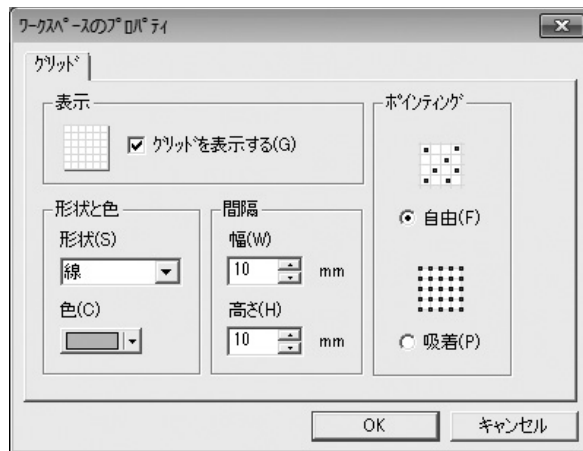 ﾜｰｸｽﾍﾟｰｽのﾌﾟﾛﾊﾟﾃｨ
ｸﾞﾘｯﾄﾞ
表示
ｸﾞﾘｯﾄﾞを表示する(G)
形状と色
形状(S)
線
色(C)
間隔
幅(W)
10 mm
高さ(H)
10 mm
ﾎﾟｲﾝﾃｨﾝｸﾞ
自由(F)
吸着(P)
OK
キャンセル